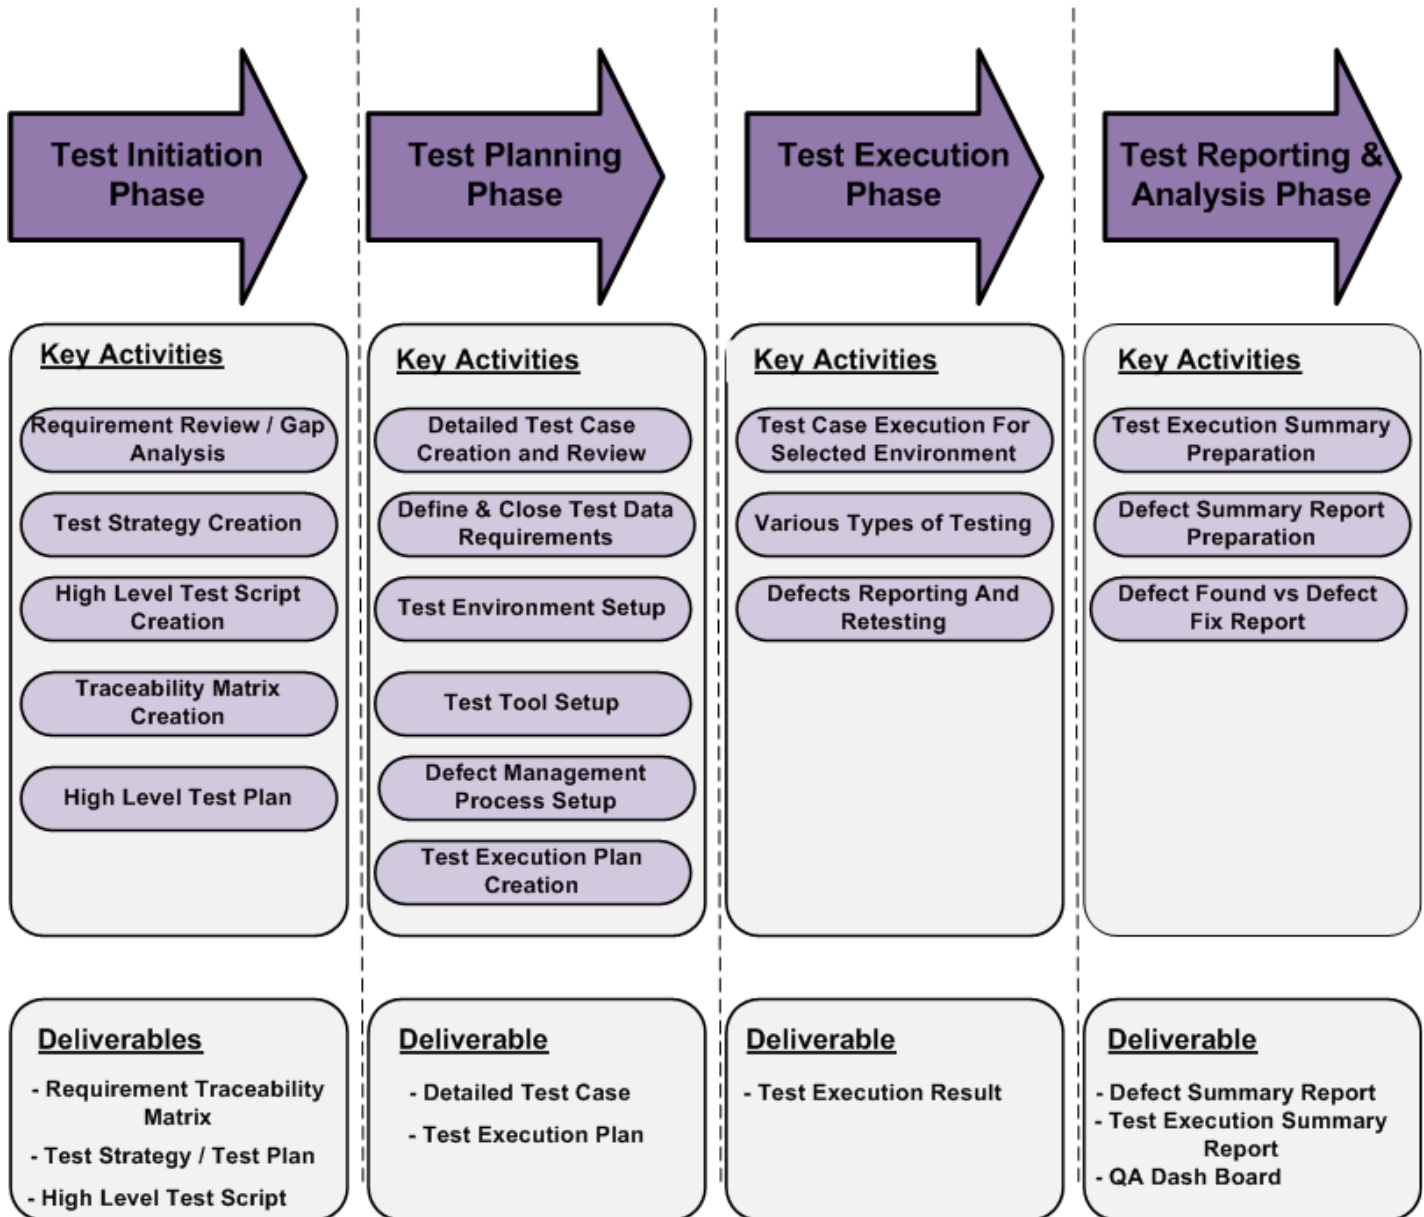 Test Initiation
Phase
Test Planning
Phase
Test Execution
Phase
Test Reporting &
Analysis Phase
Key Activities
Requirement Review / Gap
Analysis
Test Strategy Creation
High Level Test Script
Creation
Traceability Matrix
Creation
High Level Test Plan
Key Activities
Detailed Test Case
Creation and Review
Define & Close Test Data
Requirements
Test Environment Setup
Test Tool Setup
Defect Management
Process Setup
Test Execution Plan
Creation
Key Activities
Test Case Execution For
Selected Environment
Various Types of Testing
Defects Reporting And
Retesting
Key Activities
Test Execution Summary
Preparation
Defect Summary Report
Preparation
Defect Found vs Defect
Fix Report
Deliverables
- Requirement Traceability
Matrix
- Test Strategy / Test Plan
- High Level Test Script
Deliverable
- Detailed Test Case
- Test Execution Plan
Deliverable
- Test Execution Result
Deliverable
- Defect Summary Report
- Test Execution Summary
Report
- QA Dash Board